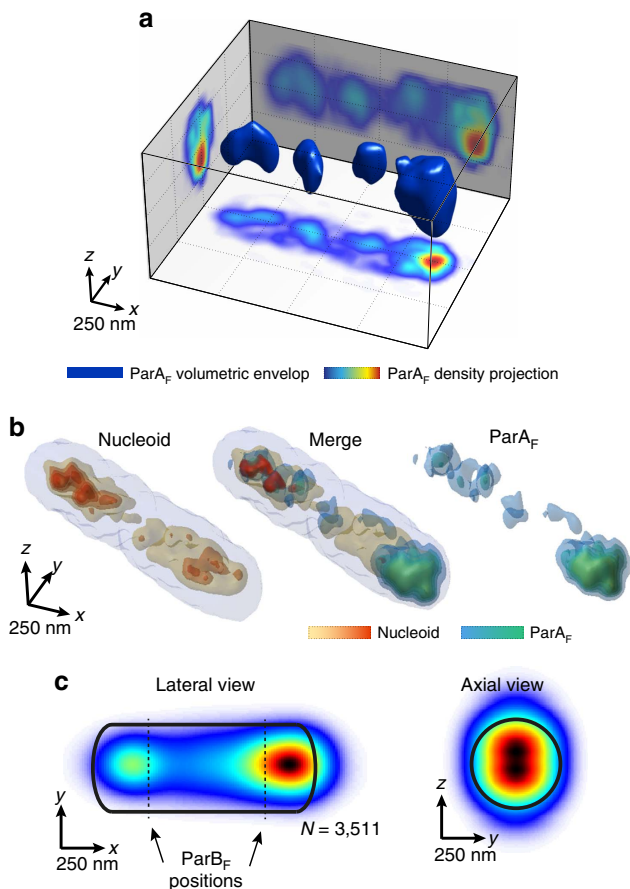 a
z
y
x
250 nm
ParA_F volumetric envelop
ParA_F density projection
b
Nucleoid
Merge
ParA_F
z
y
x
250 nm
Nucleoid
ParA_F
c
Lateral view
Axial view
y
x
250 nm
ParB_F
positions
N = 3,511
z
y
250 nm